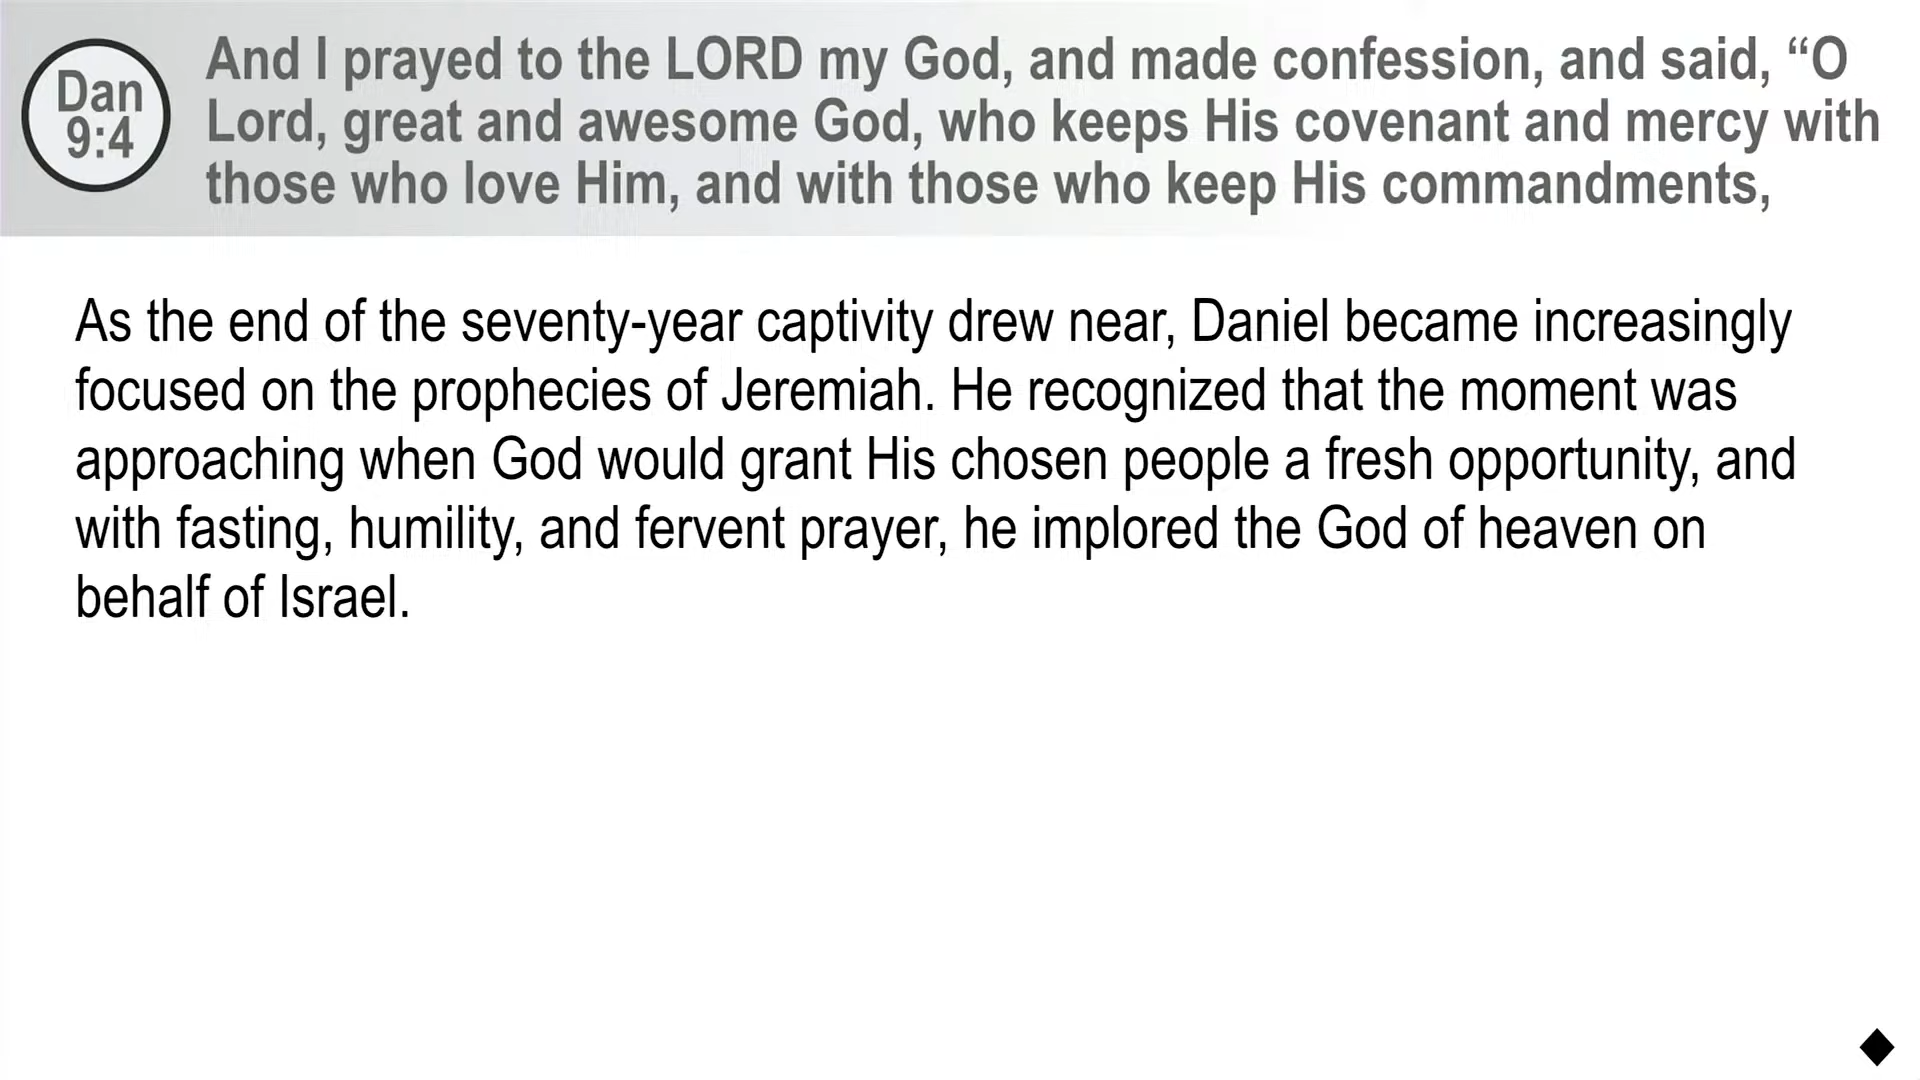 Dan
9:4
And I prayed to the LORD my God, and made confession, and said, “O
Lord, great and awesome God, who keeps His covenant and mercy with
those who love Him, and with those who keep His commandments,
As the end of the seventy-year captivity drew near, Daniel became increasingly
focused on the prophecies of Jeremiah. He recognized that the moment was
approaching when God would grant His chosen people a fresh opportunity, and
with fasting, humility, and fervent prayer, he implored the God of heaven on
behalf of Israel.